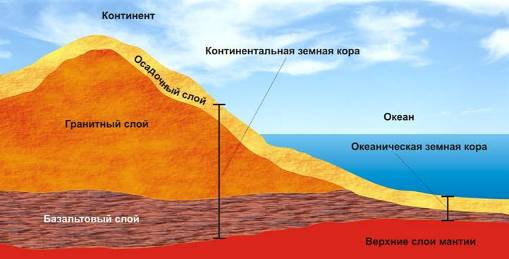 Континент
Континентальная земная кора
Осадочный слой
Гранитный слой
Океан
Океаническая земная кора
Базальтовый слой
Верхние слои мантии